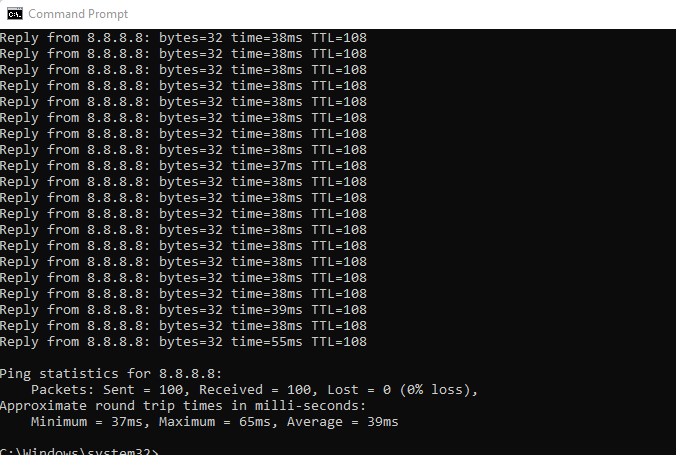 Command Prompt
Reply from 8.8.8.8: bytes=32 time=38ms TTL=108
Reply from 8.8.8.8: bytes=32 time=38ms TTL=108
Reply from 8.8.8.8: bytes=32 time=38ms TTL=108
Reply from 8.8.8.8: bytes=32 time=38ms TTL=108
Reply from 8.8.8.8: bytes=32 time=38ms TTL=108
Reply from 8.8.8.8: bytes=32 time=38ms TTL=108
Reply from 8.8.8.8: bytes=32 time=38ms TTL=108
Reply from 8.8.8.8: bytes=32 time=38ms TTL=108
Reply from 8.8.8.8: bytes=32 time=37ms TTL=108
Reply from 8.8.8.8: bytes=32 time=38ms TTL=108
Reply from 8.8.8.8: bytes=32 time=38ms TTL=108
Reply from 8.8.8.8: bytes=32 time=38ms TTL=108
Reply from 8.8.8.8: bytes=32 time=38ms TTL=108
Reply from 8.8.8.8: bytes=32 time=38ms TTL=108
Reply from 8.8.8.8: bytes=32 time=38ms TTL=108
Reply from 8.8.8.8: bytes=32 time=38ms TTL=108
Reply from 8.8.8.8: bytes=32 time=38ms TTL=108
Reply from 8.8.8.8: bytes=32 time=39ms TTL=108
Reply from 8.8.8.8: bytes=32 time=38ms TTL=108
Reply from 8.8.8.8: bytes=32 time=55ms TTL=108
Ping statistics for 8.8.8.8:
Packets: Sent = 100, Received = 100, Lost = 0 (0% loss),
Approximate round trip times in milli-seconds:
Minimum = 37ms, Maximum = 65ms, Average = 39ms
C:\Windows\system32>